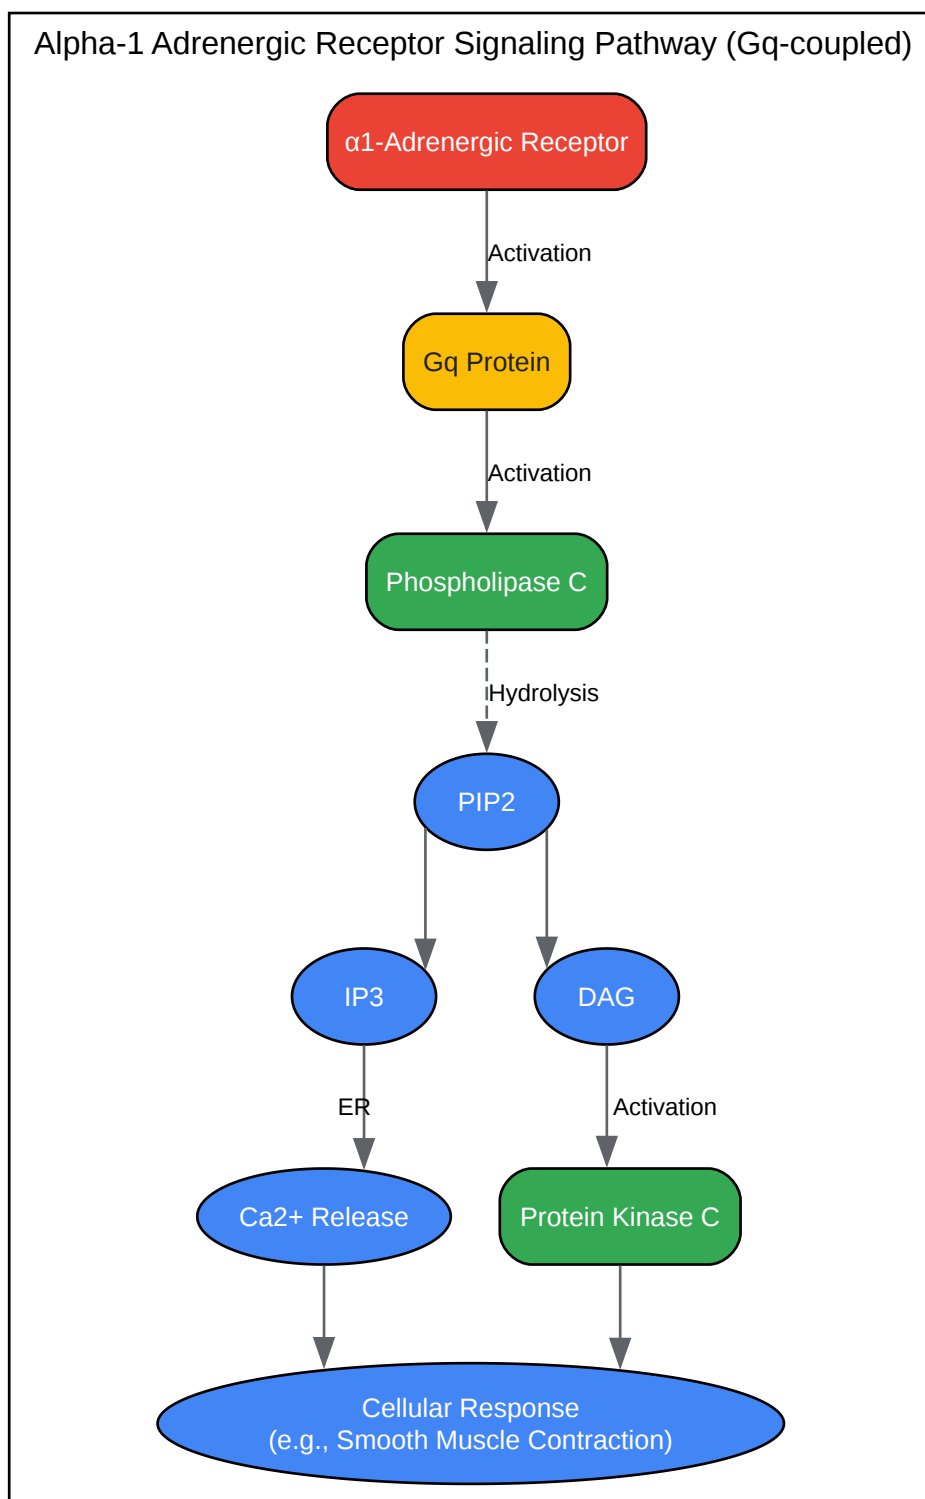 Alpha-1 Adrenergic Receptor Signaling Pathway (Gq-coupled)
α1-Adrenergic Receptor
Activation
Gq Protein
Activation
Phospholipase C
Hydrolysis
PIP2
IP3
DAG
ER
Activation
Ca2+ Release
Protein Kinase C
Cellular Response
(e.g., Smooth Muscle Contraction)